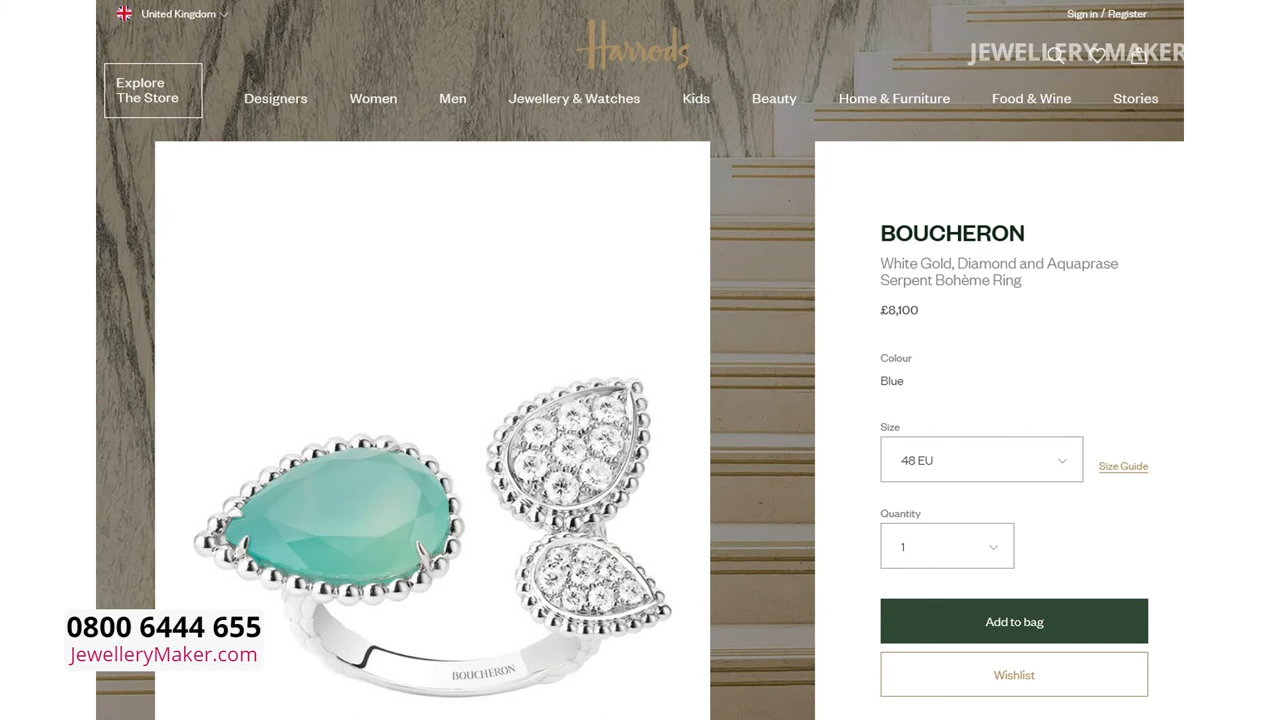 United Kingdom
Sign in / Register
Harrods
JEWELLERY MAKER
Explore
The Store
Designers
Women
Men
Jewellery & Watches
Kids
Beauty
Home & Furniture
Food & Wine
Stories
BOUCHERON
White Gold, Diamond and Aquaprase
Serpent Bohème Ring
£8,100
Colour
Blue
Size
48 EU
Size Guide
Quantity
1
Add to bag
Wishlist
BOUCHERON
0800 6444 655
JewelleryMaker.com